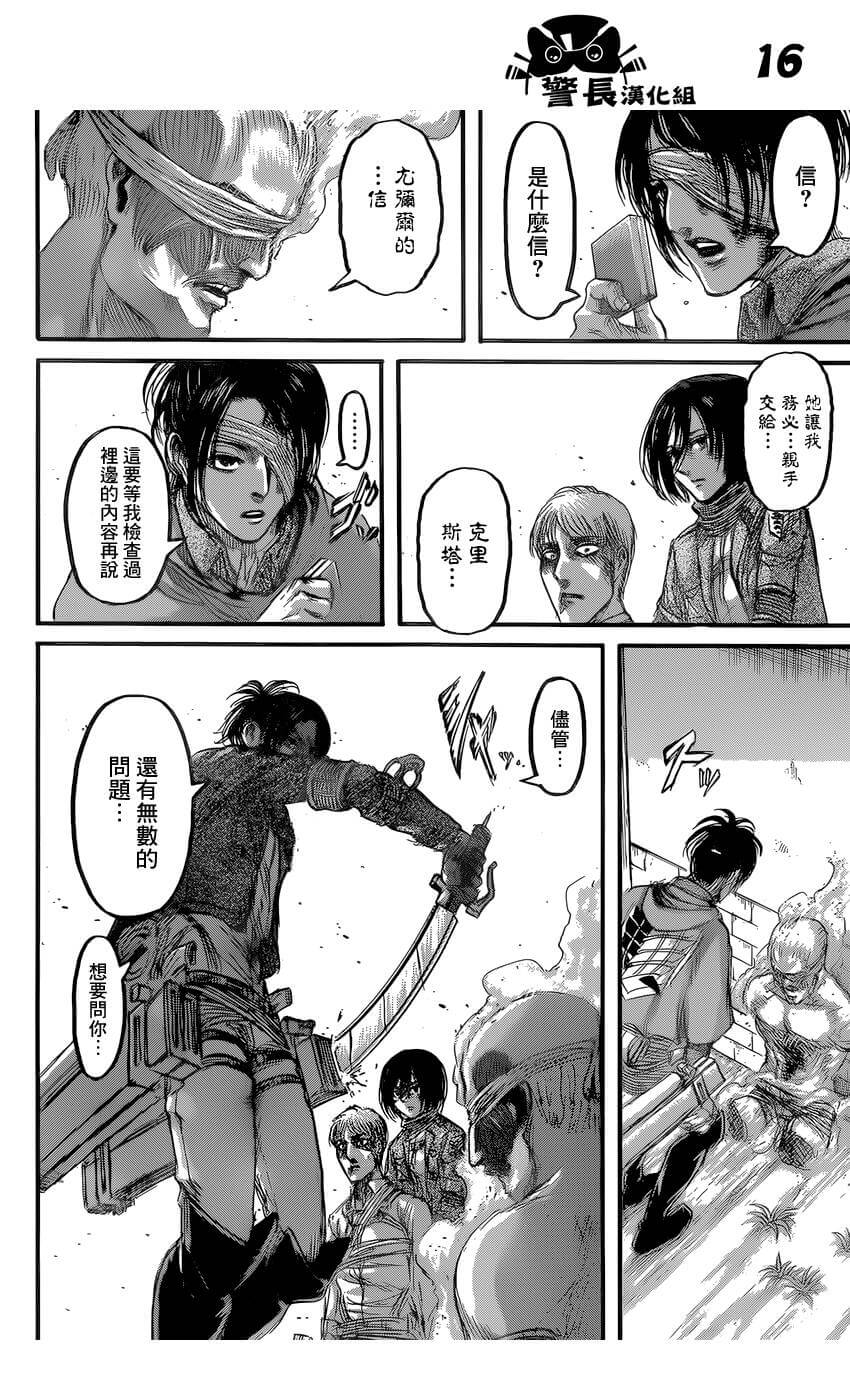 警長漢化組
16
信?
是什麼信?
尤彌爾的
…信
她讓我
務必…親手
交給…
克里
斯塔…
……
這要等我檢查過
裡邊的內容再說
儘管…
還有無數的
問題…
想要問你…